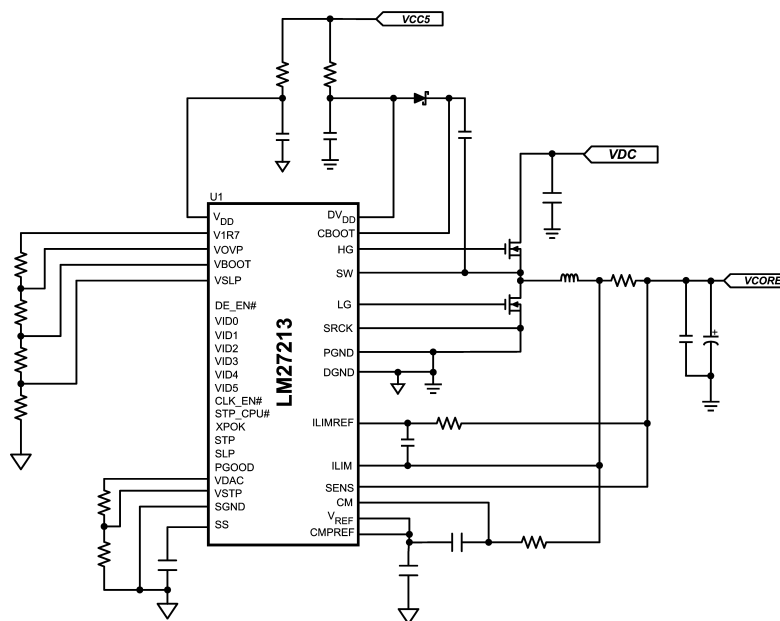 VCC5
VDC
VCORE
U1
LM27213
VDD
V1R7
VOVP
VBOOT
VSLP
DE_EN#
VID0
VID1
VID2
VID3
VID4
VID5
CLK_EN#
STP_CPU#
XPOK
STP
SLP
PGOOD
VDAC
VSTP
SGND
SS
DVDD
CBOOT
HG
SW
LG
SRCK
PGND
DGND
ILIMREF
ILIM
SENS
CM
VREF
CMPREF
+